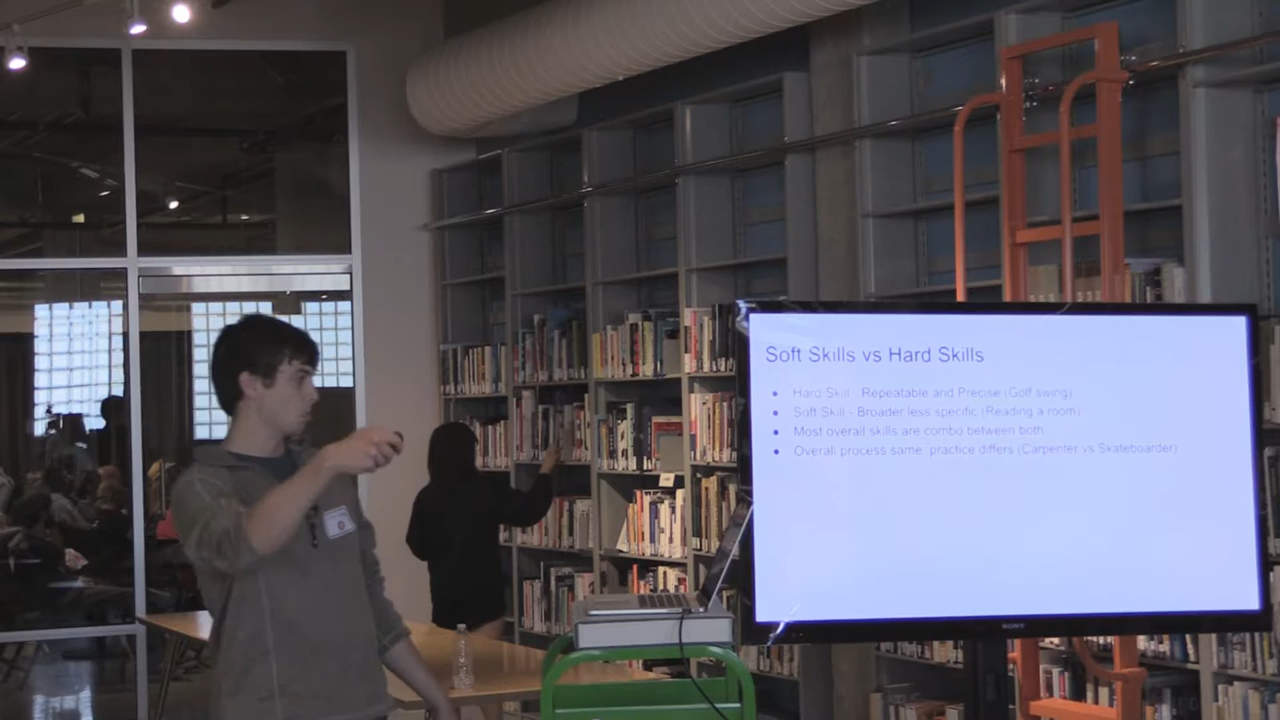 Soft Skills vs Hard Skills
● Hard Skill - Repeatable and Precise (Golf swing)
● Soft Skill - Broader less specific (Reading a room)
● Most overall skills are combo between both.
● Overall process same, practice differs (Carpenter vs Skateboarder)
SONY